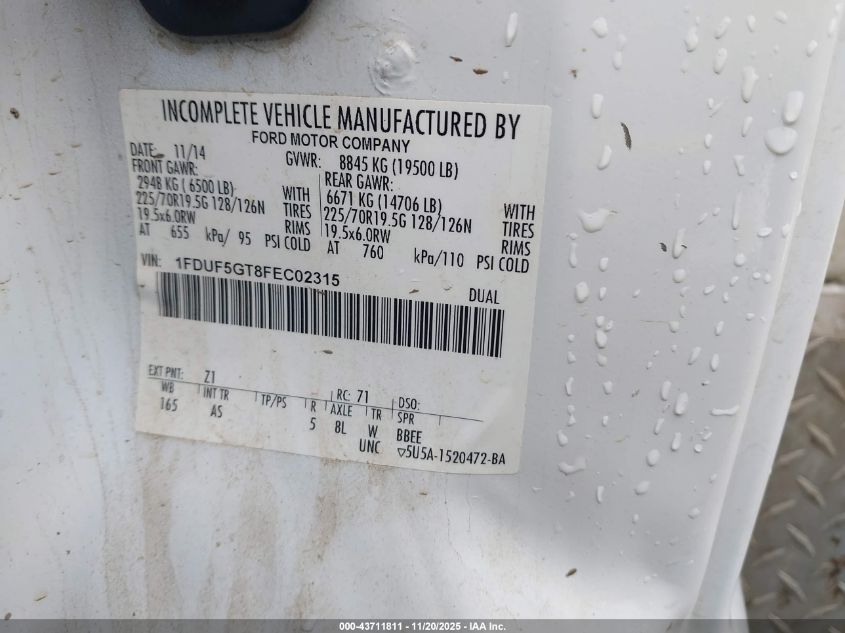 INCOMPLETE VEHICLE MANUFACTURED BY
FORD MOTOR COMPANY
DATE: 11/14 GVWR: 8845 KG (19500 LB)
FRONT GAWR: REAR GAWR:
2948 KG ( 6500 LB) WITH 6671 KG (14706 LB) WITH
225/70R19.5G 128/126N TIRES 225/70R19.5G 128/126N TIRES
19.5x6.0RW RIMS 19.5x6.0RW RIMS
AT 655 kPa/ 95 PSI COLD AT 760 kPa/110 PSI COLD
VIN: 1FDUF5GT8FEC02315 DUAL
EXT PNT: Z1 RC: 71 DSO:
WB INT TR TP/PS R AXLE TR SPR
165 AS 5 8L W BBEE
UNC ▽5U5A-1520472-BA
000-43711811 - 11/20/2025 - IAA Inc.